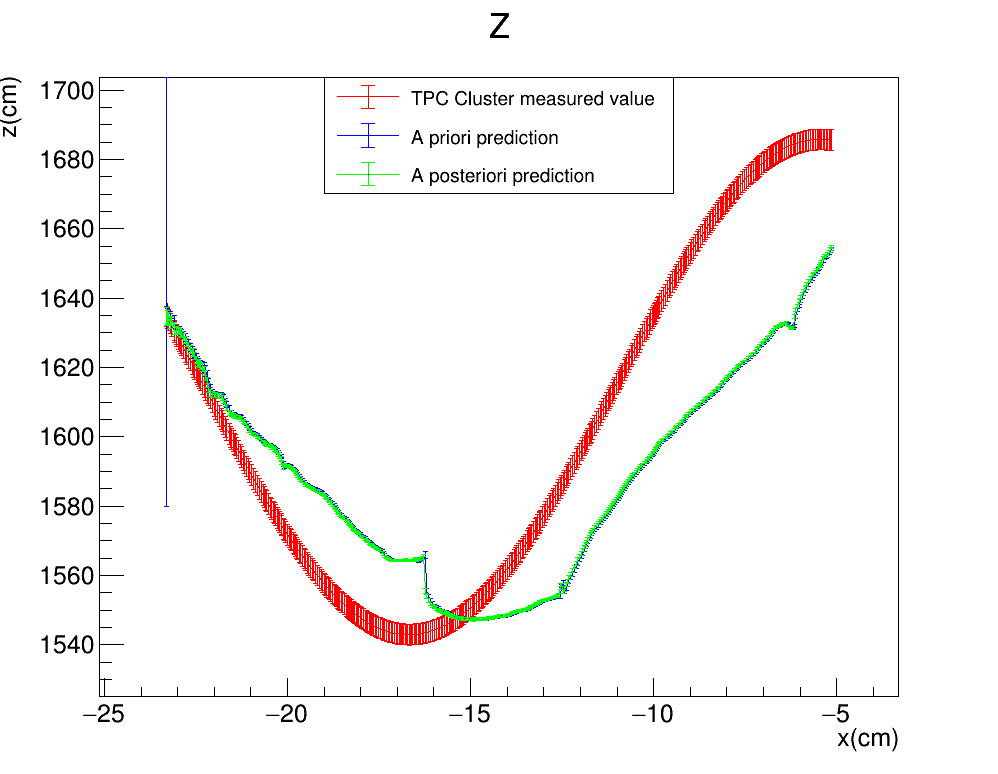 Z
z(cm)
1700
1680
1660
1640
1620
1600
1580
1560
1540
TPC Cluster measured value
A priori prediction
A posteriori prediction
−25 −20 −15 −10 −5
x(cm)